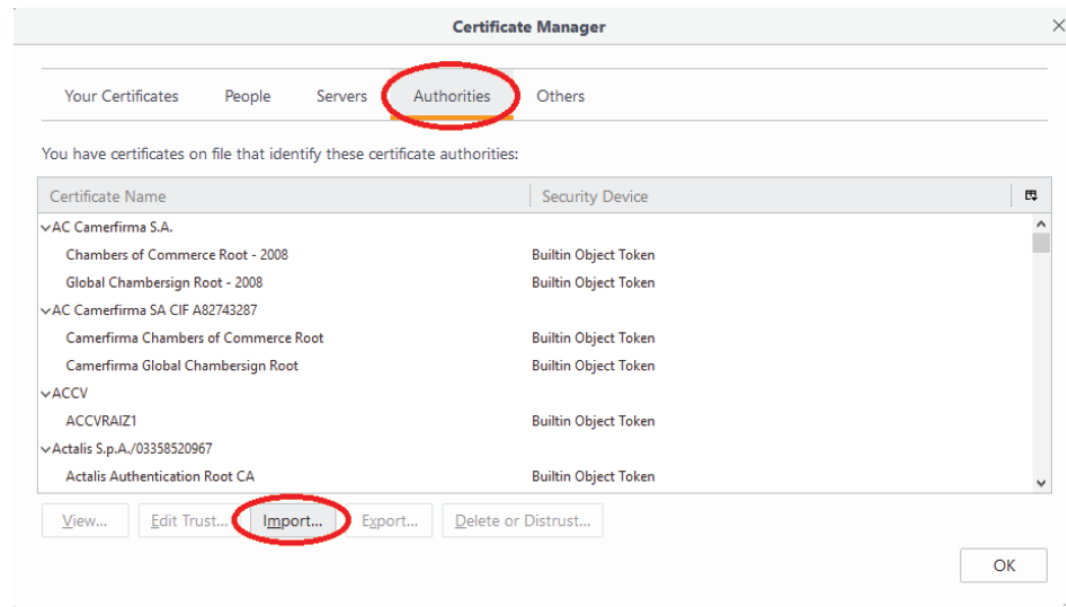 Certificate Manager
Your Certificates People Servers Authorities Others
You have certificates on file that identify these certificate authorities:
Certificate Name Security Device
AC Camerfirma S.A.
Chambers of Commerce Root - 2008 Builtin Object Token
Global Chambersign Root - 2008 Builtin Object Token
AC Camerfirma SA CIF A82743287
Camerfirma Chambers of Commerce Root Builtin Object Token
Camerfirma Global Chambersign Root Builtin Object Token
ACCV
ACCVRAIZ1 Builtin Object Token
Actalis S.p.A./03358520967
Actalis Authentication Root CA Builtin Object Token
View... Edit Trust... Import... Export... Delete or Distrust...
OK